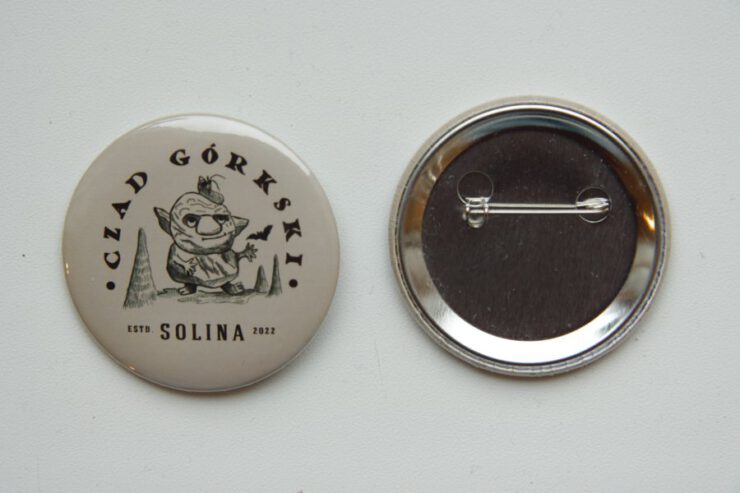 • CZAD GÓRKSKI •
ESTD. SOLINA 2022